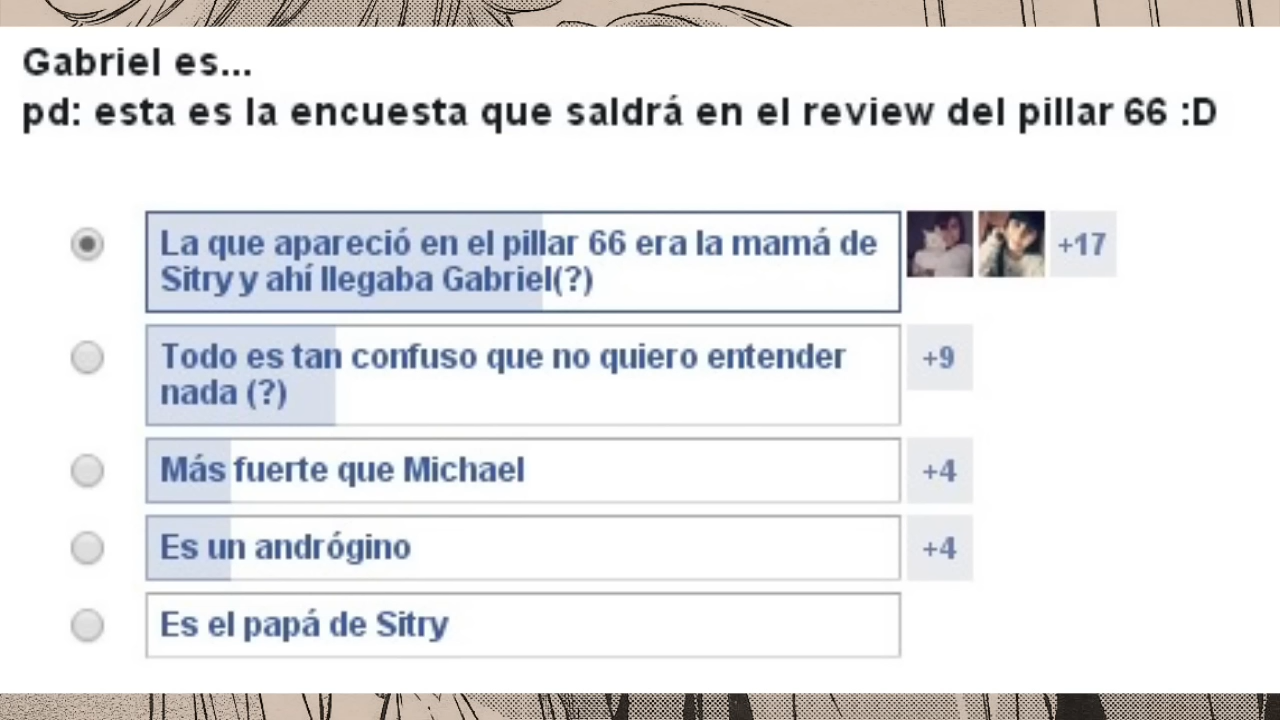 Gabriel es...
pd: esta es la encuesta que saldrá en el review del pillar 66 :D
La que apareció en el pillar 66 era la mamá de
Sitry y ahí llegaba Gabriel(?)
+17
Todo es tan confuso que no quiero entender
nada (?)
+9
Más fuerte que Michael
+4
Es un andrógino
+4
Es el papá de Sitry